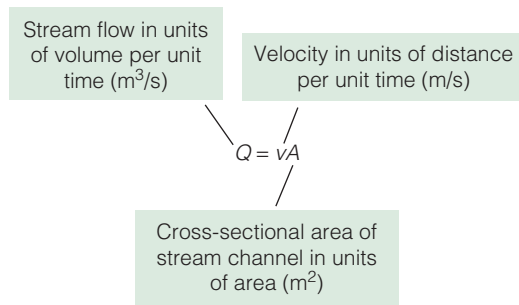 Stream flow in units
of volume per unit
time (m³/s)
Velocity in units of distance
per unit time (m/s)
Q = vA
Cross-sectional area of
stream channel in units
of area (m²)